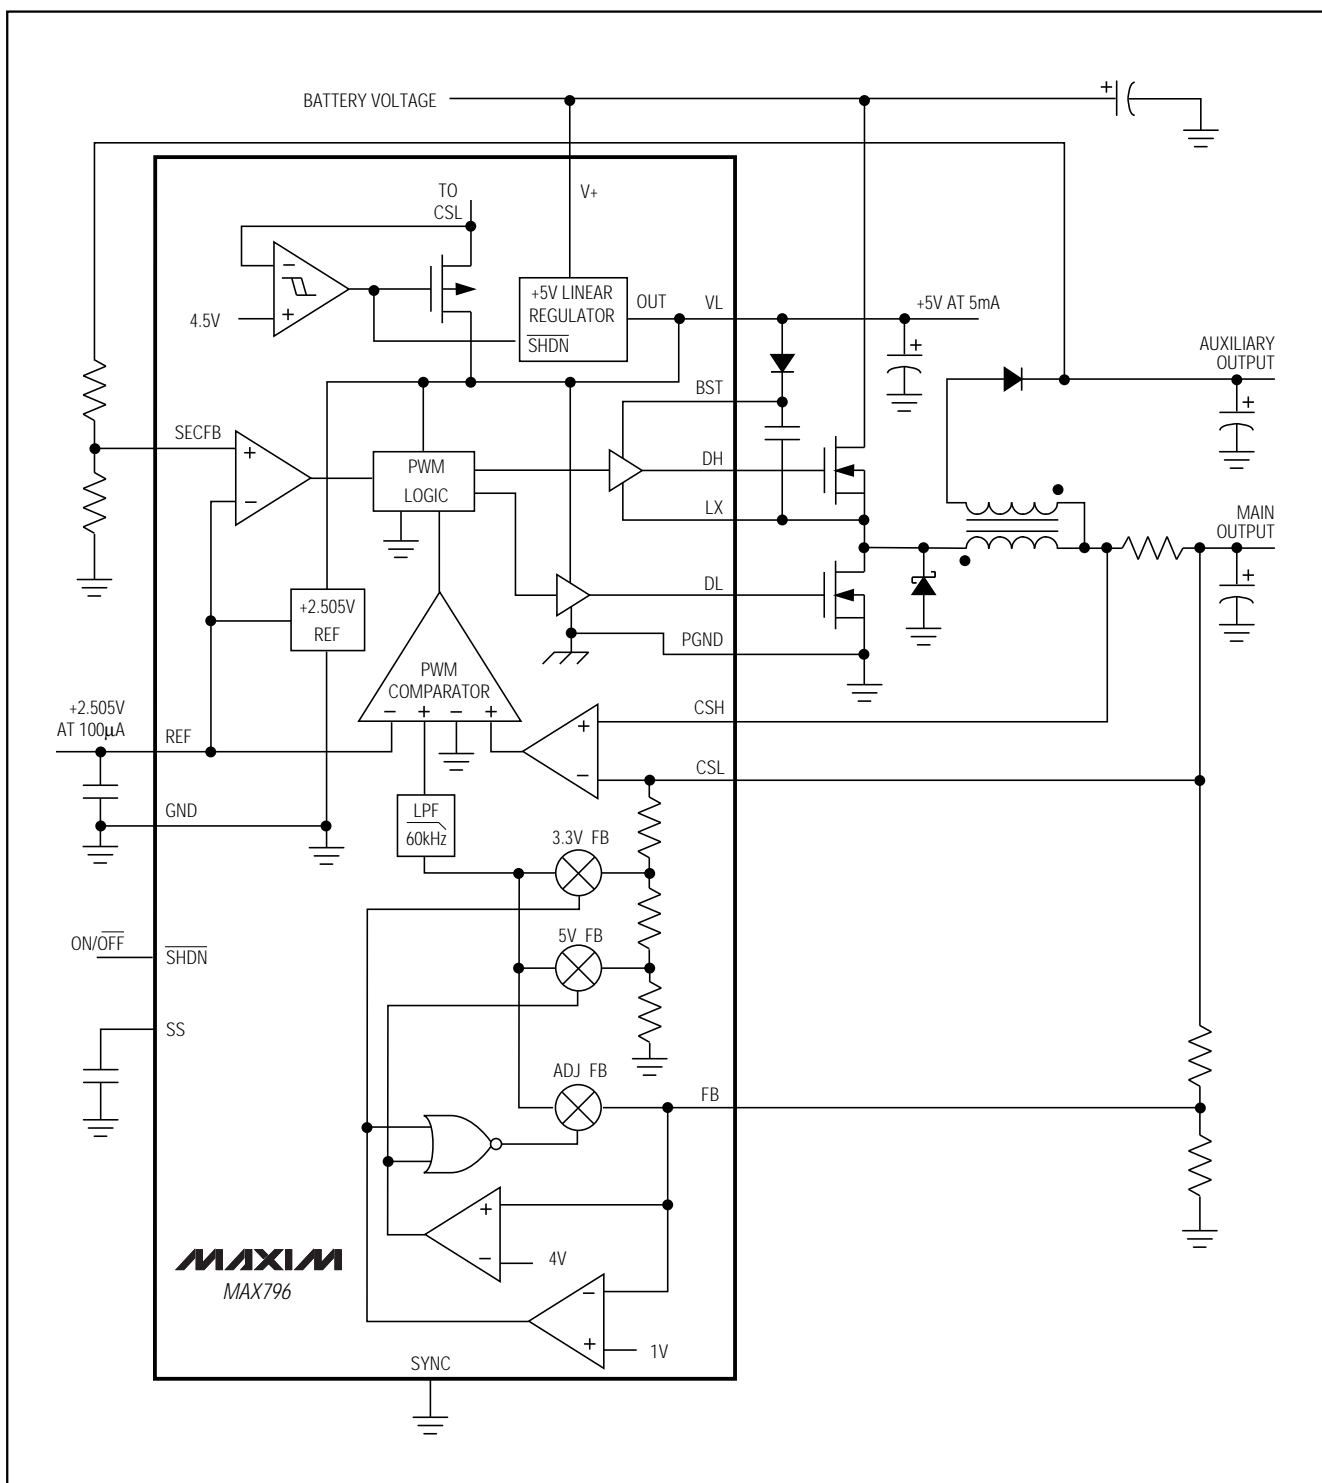 BATTERY VOLTAGE
+
TO
CSL
V+
+5V LINEAR
REGULATOR
SHDN
OUT
VL
+5V AT 5mA
−
+
4.5V
+
AUXILIARY
OUTPUT
+
BST
SECFB
+
−
PWM
LOGIC
DH
LX
MAIN
OUTPUT
+
DL
+2.505V
REF
PGND
PWM
COMPARATOR
− + − +
+2.505V
AT 100μA
REF
CSH
+
−
CSL
GND
LPF
60kHz
3.3V FB
ON/OFF
SHDN
5V FB
SS
ADJ FB
FB
+
−
4V
MAXIM
MAX796
−
+
1V
SYNC